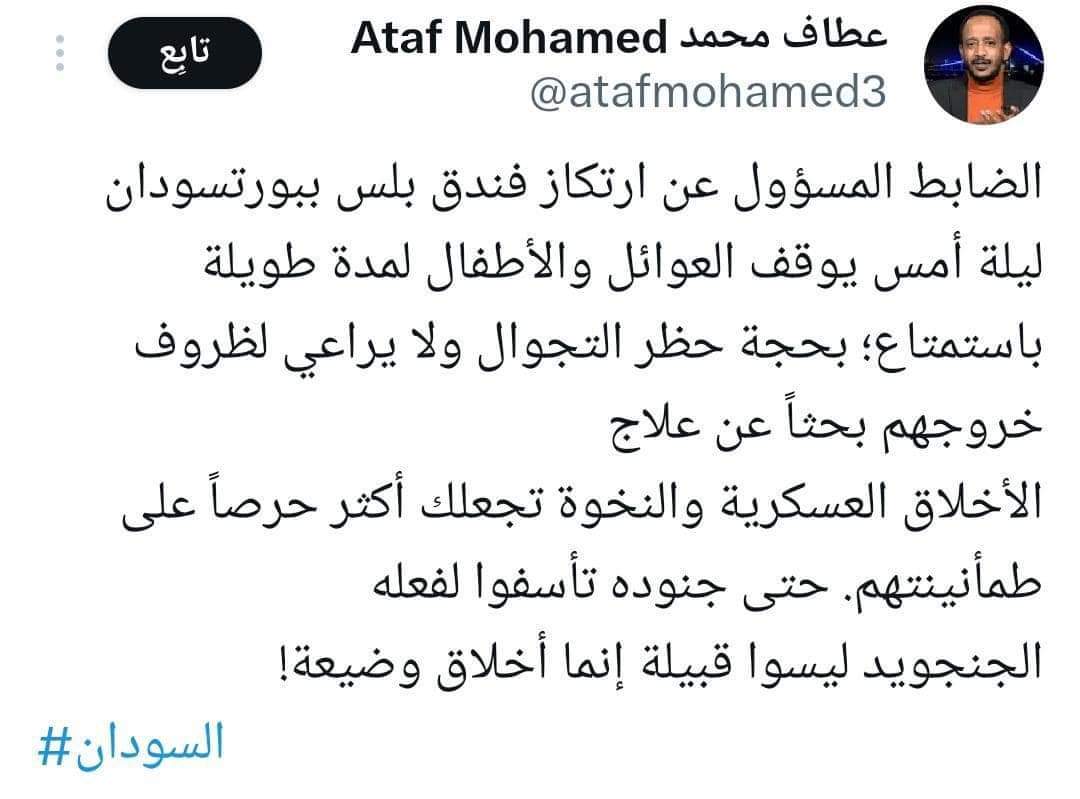 عطاف محمد Ataf Mohamed
@atafmohamed3
تابِع
الضابط المسؤول عن ارتكاز فندق بلس ببورتسودان
ليلة أمس يوقف العوائل والأطفال لمدة طويلة
باستمتاع؛ بحجة حظر التجوال ولا يراعي لظروف
خروجهم بحثاً عن علاج
الأخلاق العسكرية والنخوة تجعلك أكثر حرصاً على
طمأنينتهم. حتى جنوده تأسفوا لفعله
الجنجويد ليسوا قبيلة إنما أخلاق وضيعة!
#السودان